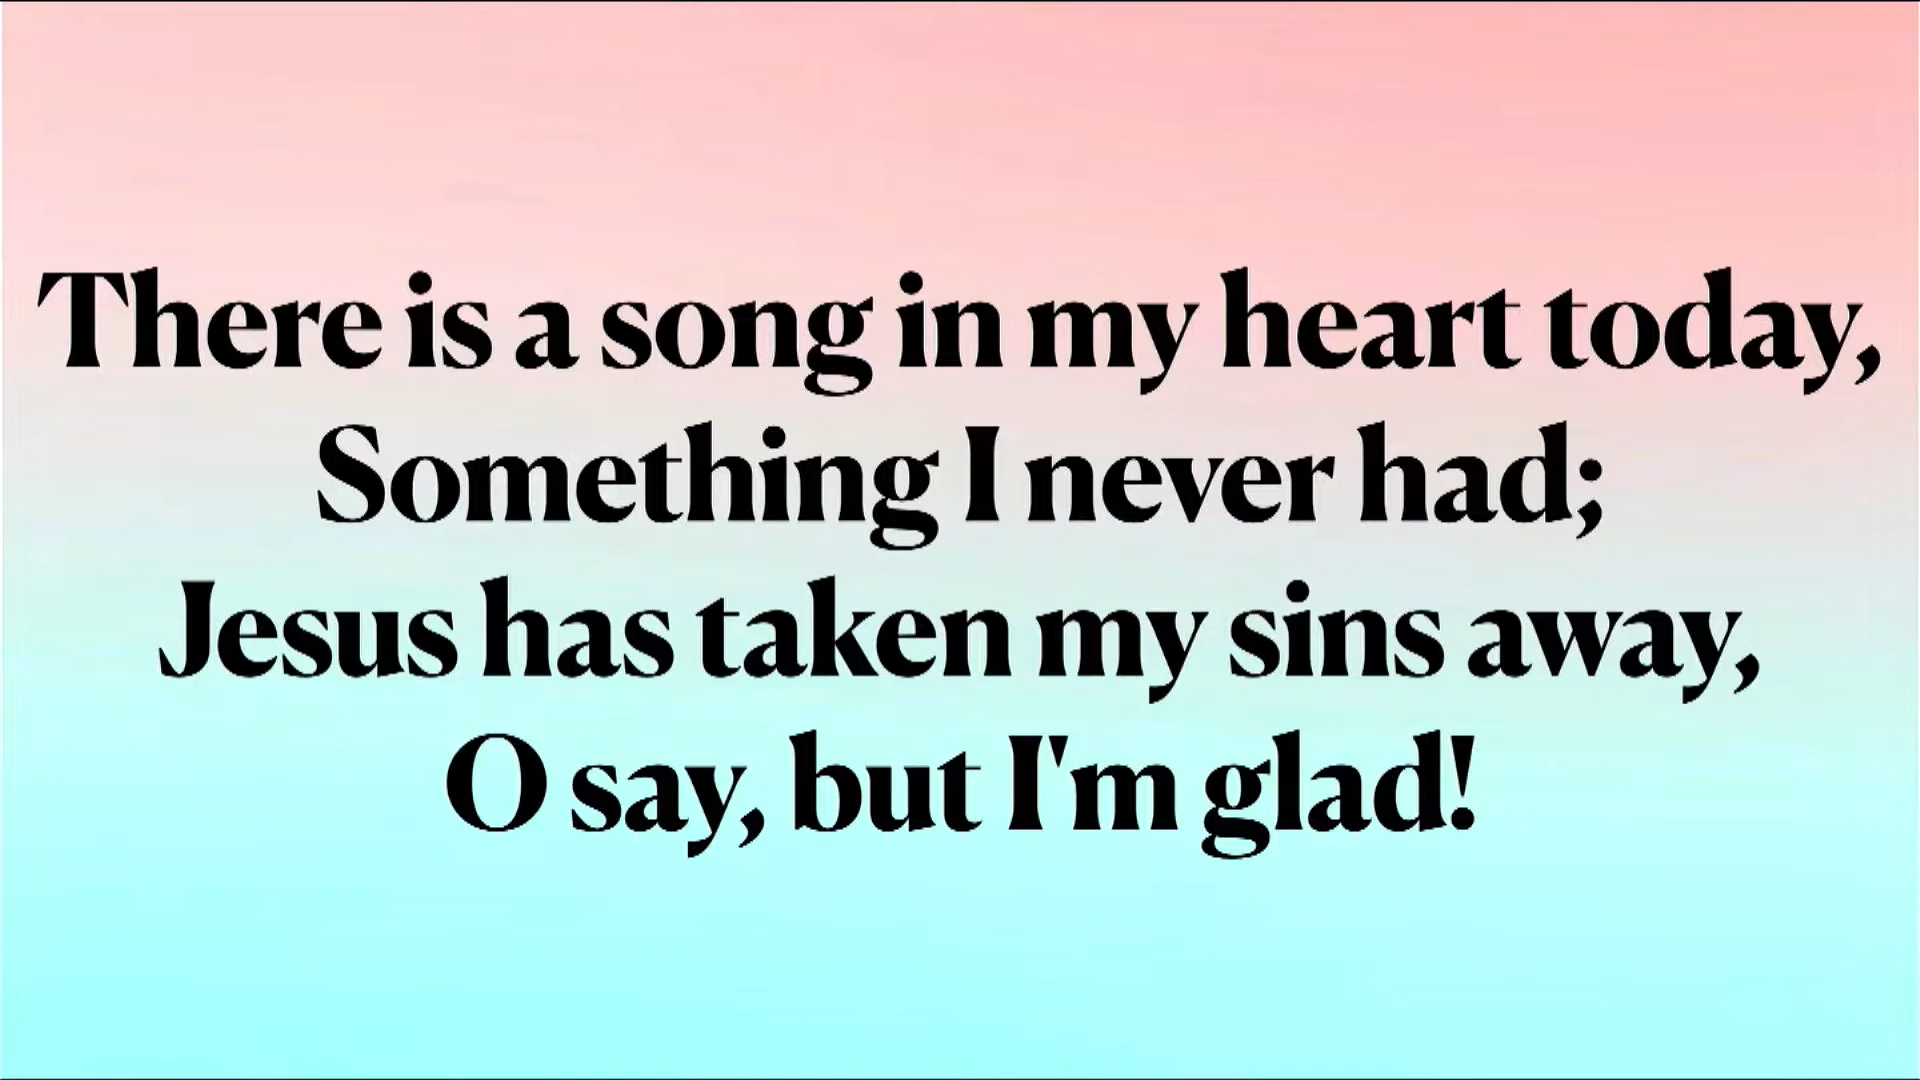 There is a song in my heart today,
Something I never had;
Jesus has taken my sins away,
O say, but I'm glad!